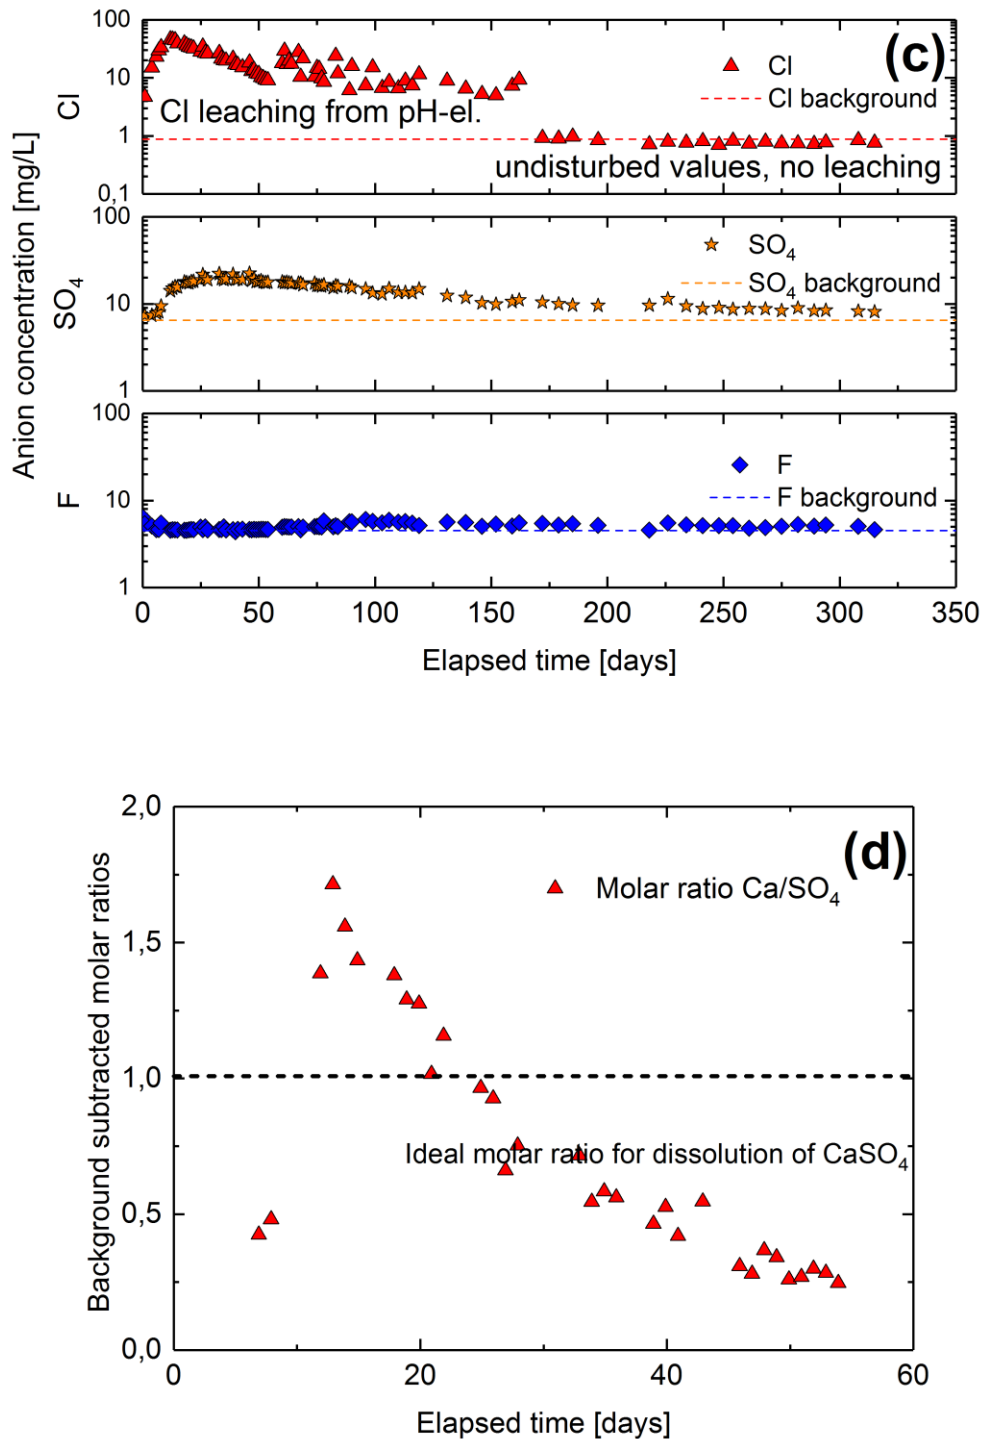 (c)
Anion concentration [mg/L]
Cl
100
10
1
0,1
Cl
Cl background
Cl leaching from pH-el.
undisturbed values, no leaching
SO4
100
10
1
SO4
SO4 background
F
100
10
1
F
F background
0 50 100 150 200 250 300 350
Elapsed time [days]
(d)
Background subtracted molar ratios
2,0
1,5
1,0
0,5
0,0
Molar ratio Ca/SO4
Ideal molar ratio for dissolution of CaSO4
0 20 40 60
Elapsed time [days]